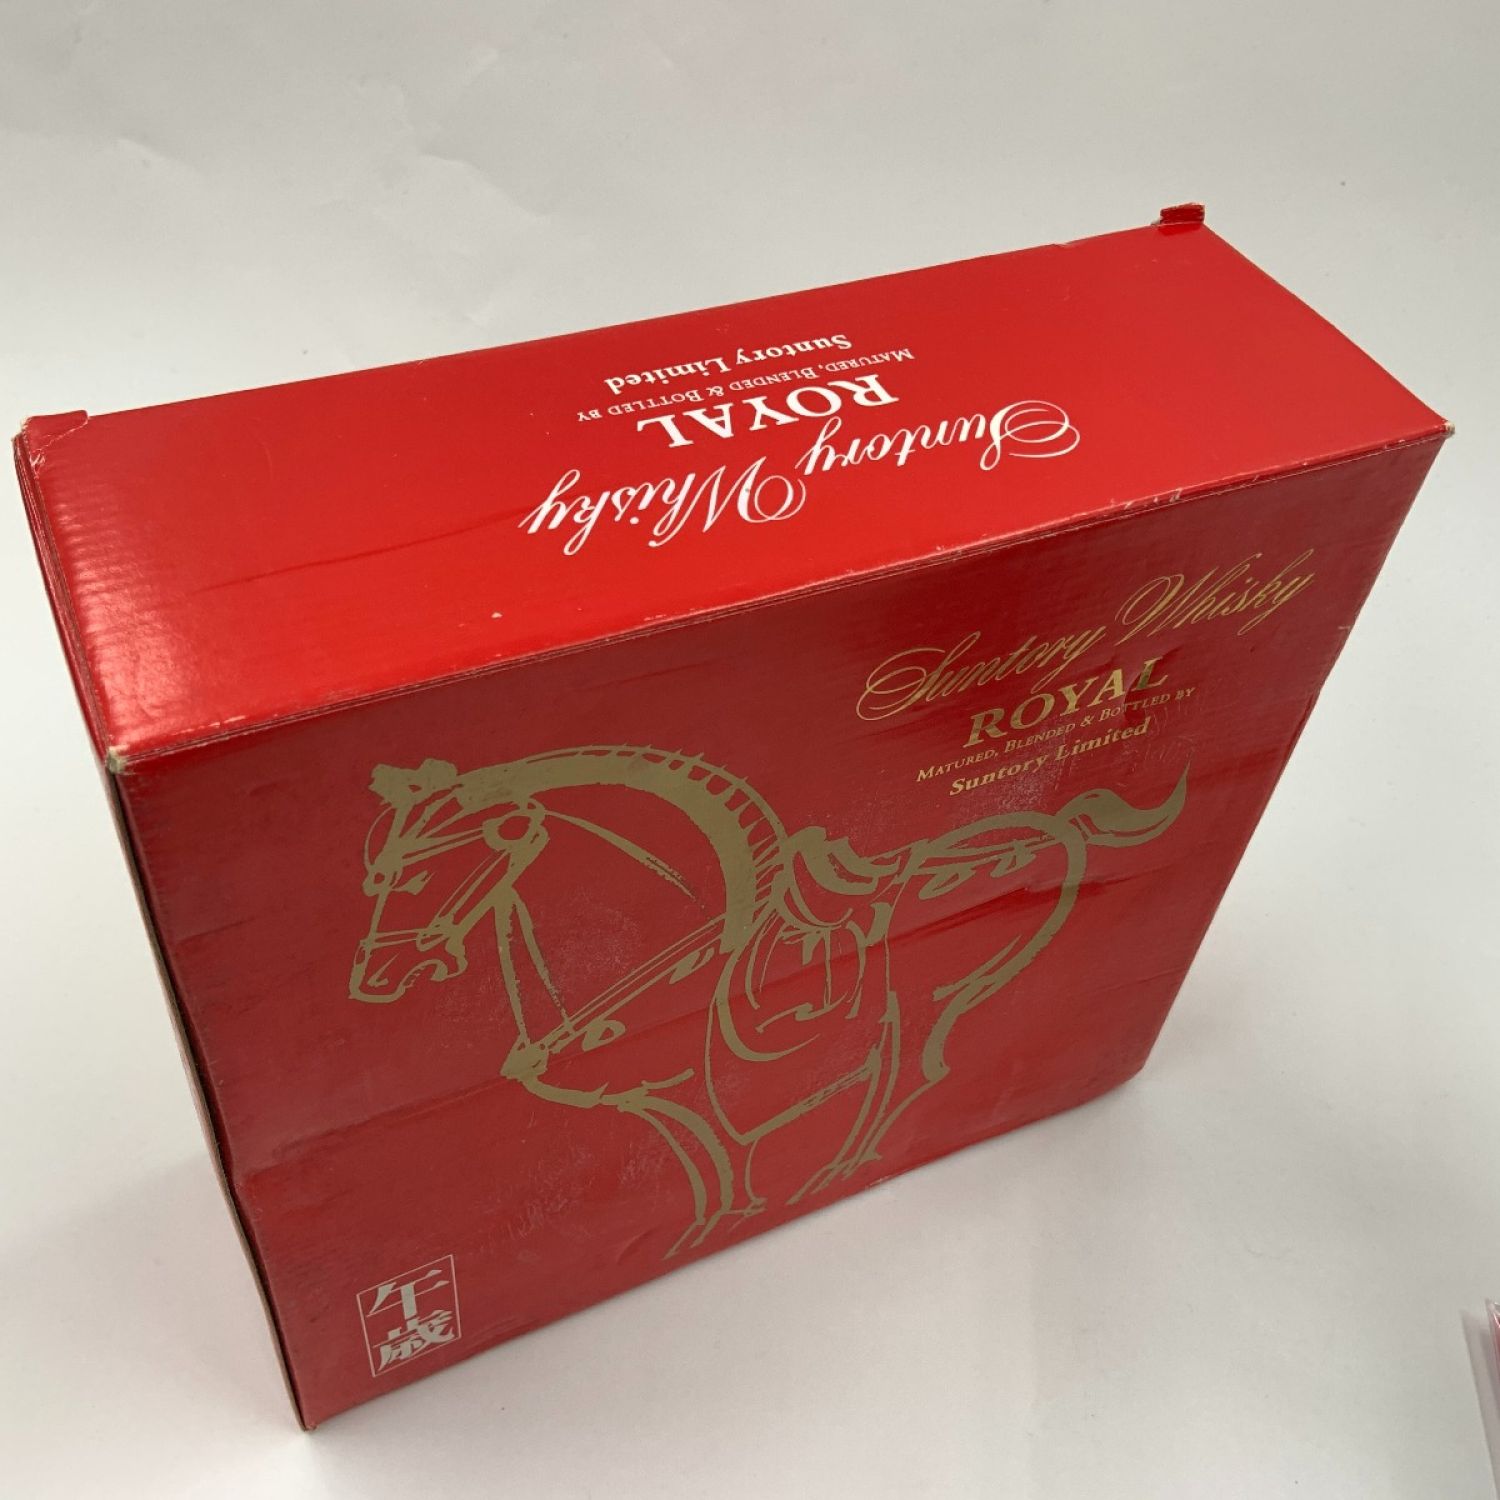 Suntory Whisky
ROYAL
MATURED, BLENDED & BOTTLED BY
Suntory Limited
Suntory Whisky
ROYAL
MATURED, BLENDED & BOTTLED BY
Suntory Limited
午
歳